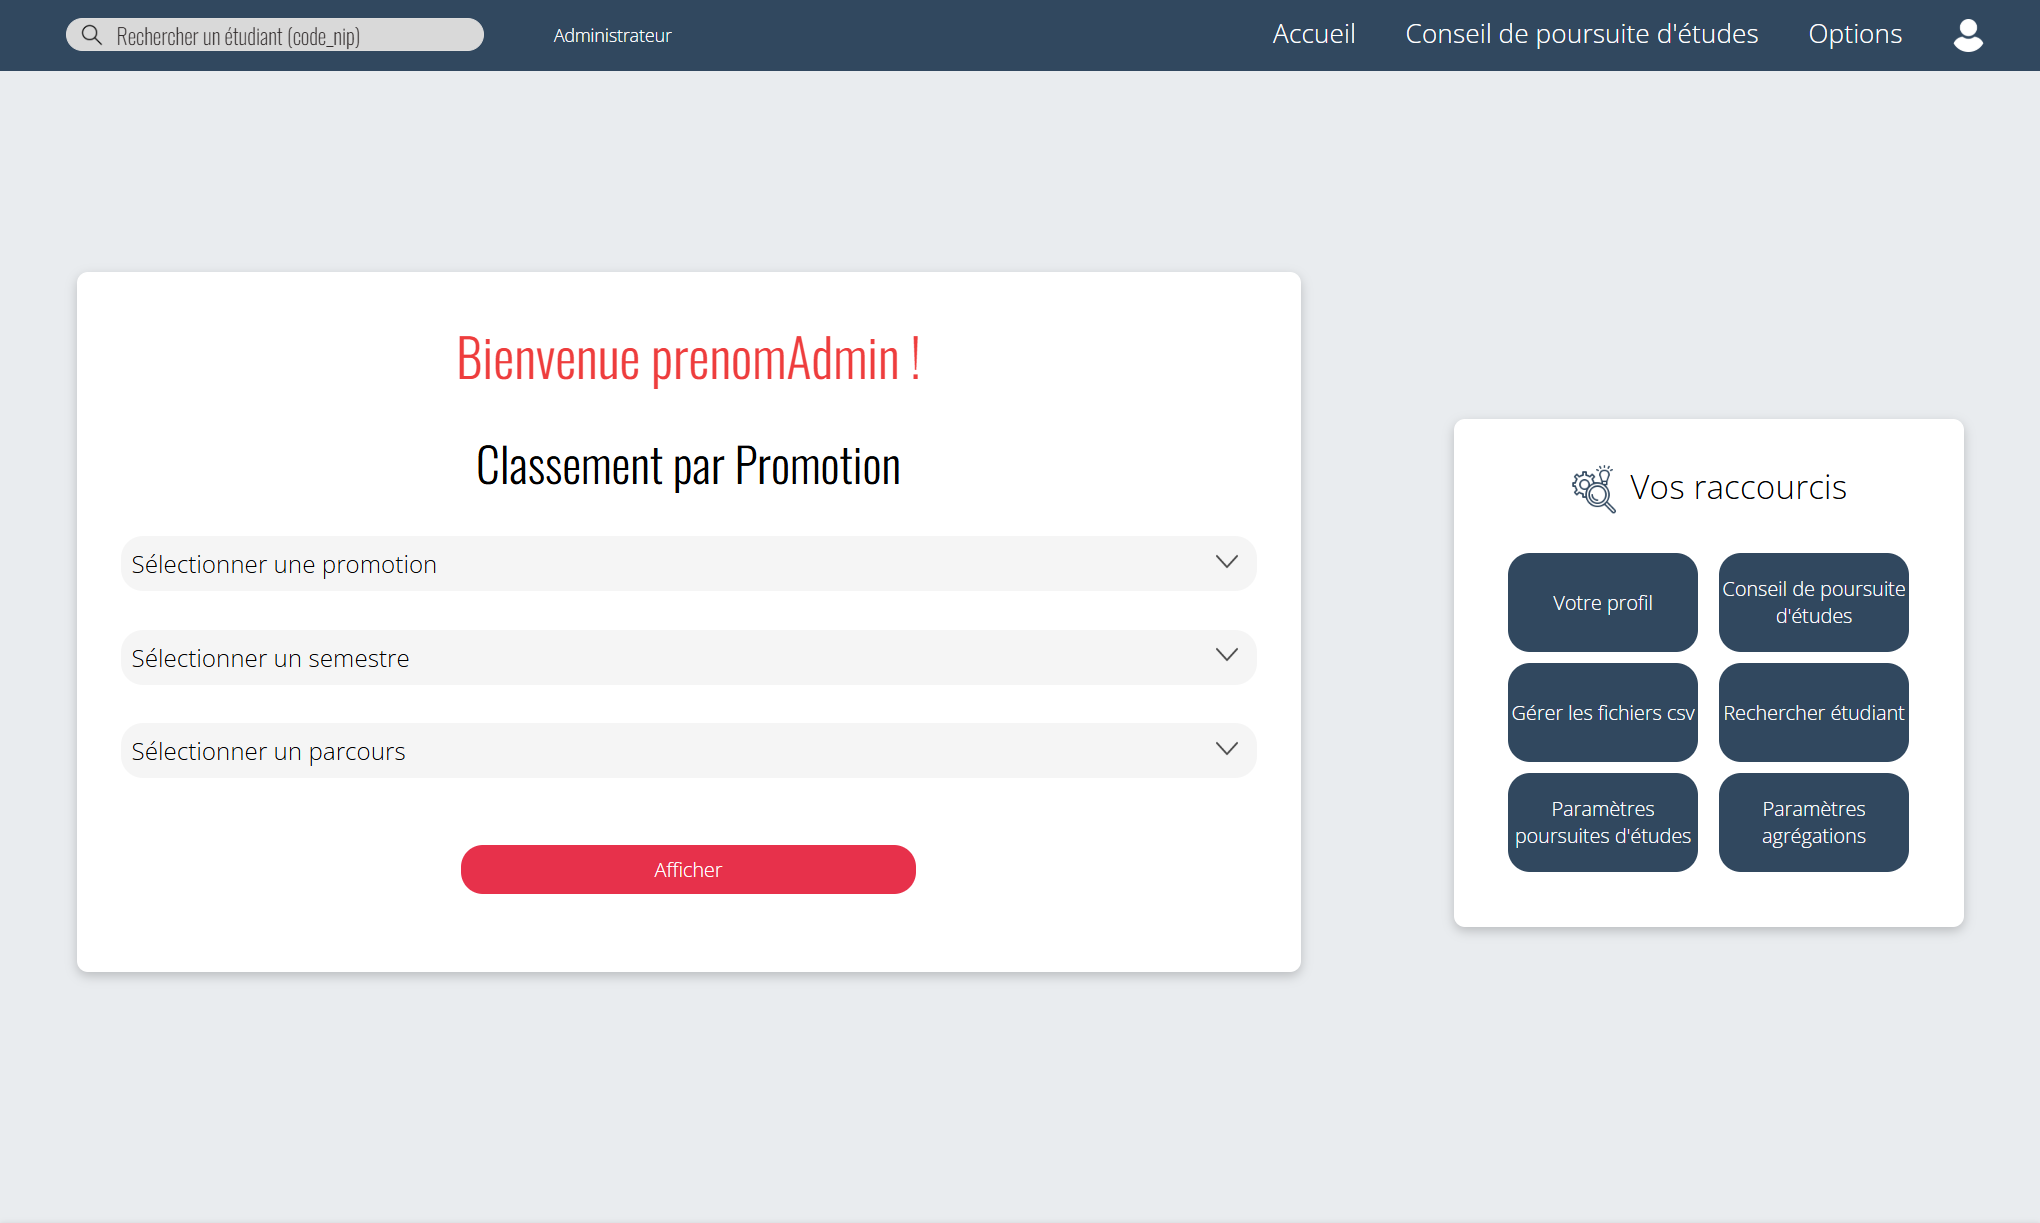 Rechercher un étudiant (code_nip)
Administrateur
Accueil
Conseil de poursuite d'études
Options
Bienvenue prenomAdmin !
Classement par Promotion
Sélectionner une promotion
Sélectionner un semestre
Sélectionner un parcours
Afficher
Vos raccourcis
Votre profil
Conseil de poursuite
d'études
Gérer les fichiers csv
Rechercher étudiant
Paramètres
poursuites d'études
Paramètres
agrégations